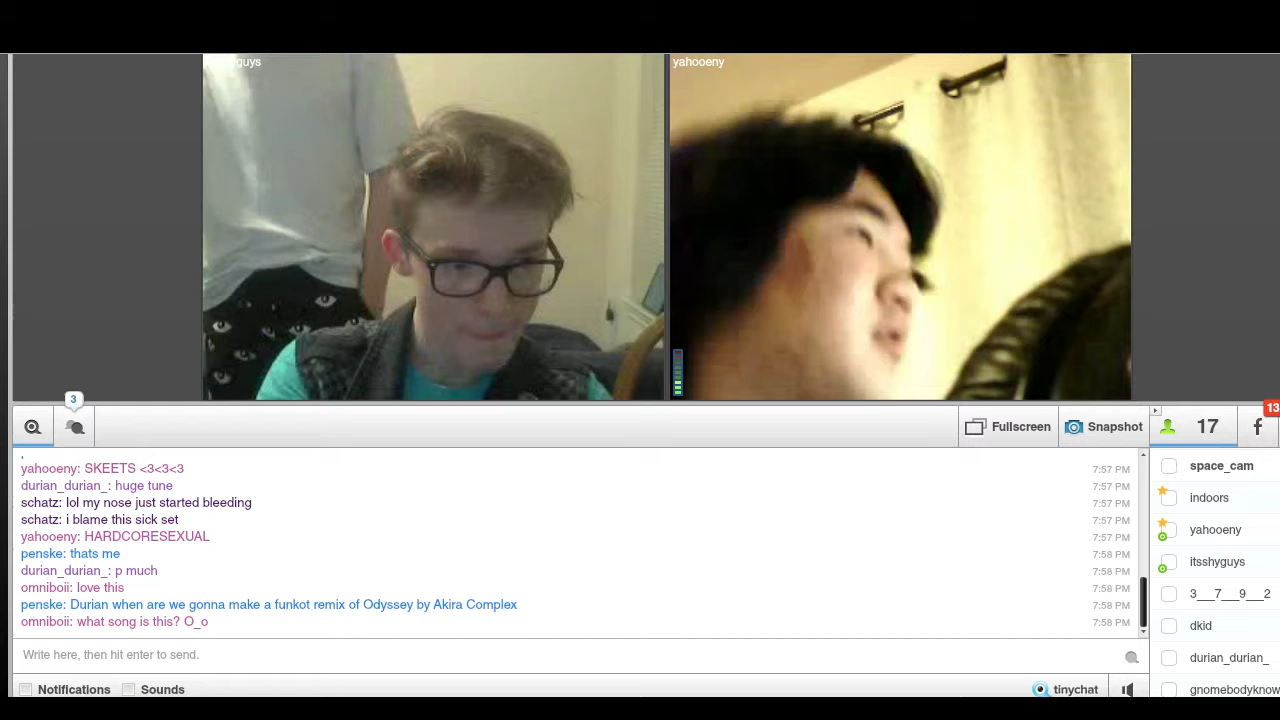 guys
yahooeny
3
Fullscreen
Snapshot
17
13
f
yahooeny: SKEETS <3<3<3
7:57 PM
durian_durian_: huge tune
7:57 PM
schatz: lol my nose just started bleeding
7:57 PM
schatz: i blame this sick set
7:57 PM
yahooeny: HARDCORESEXUAL
7:57 PM
penske: thats me
7:58 PM
durian_durian_: p much
7:58 PM
omniboii: love this
7:58 PM
penske: Durian when are we gonna make a funkot remix of Odyssey by Akira Complex
7:58 PM
omniboii: what song is this? O_o
7:58 PM
Write here, then hit enter to send.
Notifications
Sounds
tinychat
space_cam
indoors
yahooeny
itsshyguys
3__7__9__2
dkid
durian_durian_
gnomebodyknow